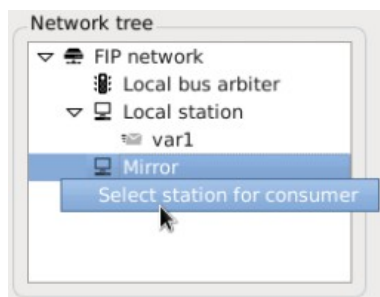 Network tree
FIP network
Local bus arbiter
Local station
var1
Mirror
Select station for consumer